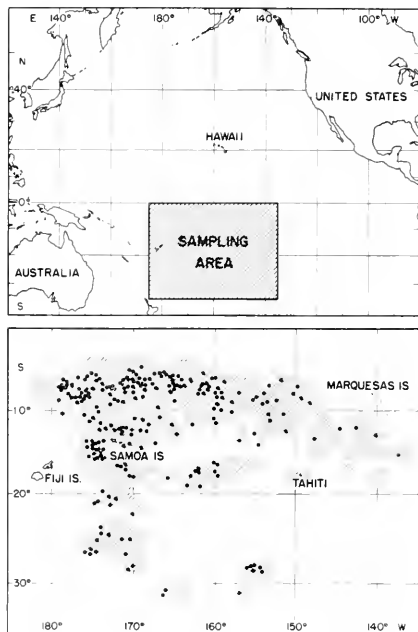 E 140° 180° 140° 100° W
N
40°
UNITED STATES
HAWAII
0°
SAMPLING
AREA
AUSTRALIA
S
S
MARQUESAS IS
10°
SAMOA IS
FIJI IS.
TAHITI
20°
30°
180° 170° 160° 150° 140° W